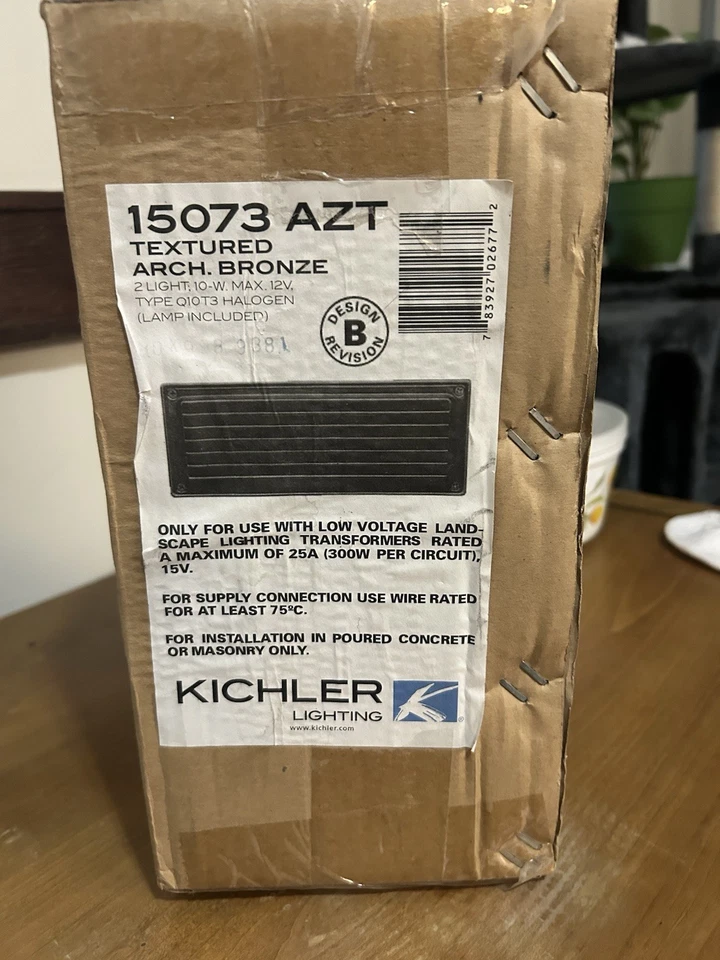 15073 AZT
TEXTURED
ARCH. BRONZE
2 LIGHT, 10-W. MAX. 12V,
TYPE Q10T3 HALOGEN
(LAMP INCLUDED)
DESIGN
B
REVISION
7 83927 02677 2
ONLY FOR USE WITH LOW VOLTAGE LAND-
SCAPE LIGHTING TRANSFORMERS RATED
A MAXIMUM OF 25A (300W PER CIRCUIT),
15V.
FOR SUPPLY CONNECTION USE WIRE RATED
FOR AT LEAST 75ºC.
FOR INSTALLATION IN POURED CONCRETE
OR MASONRY ONLY.
KICHLER
LIGHTING
®
www.kichler.com